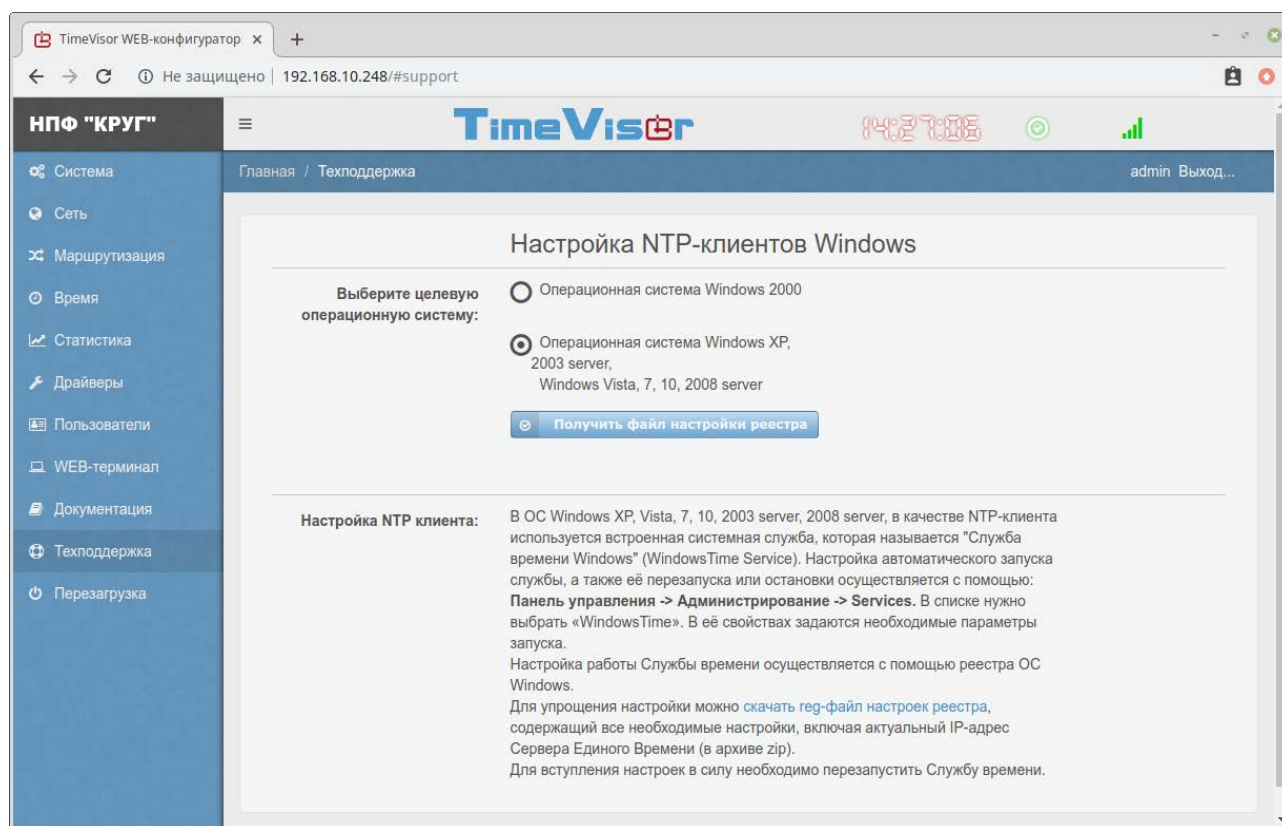 TimeVisor WEB-конфигуратор
Не защищено 192.168.10.248/#support
НПФ "КРУГ"
TimeVisor
14:27:06
Система
Сеть
Маршрутизация
Время
Статистика
Драйверы
Пользователи
WEB-терминал
Документация
Техподдержка
Перезагрузка
Главная / Техподдержка
admin Выход...
Настройка NTP-клиентов Windows
Выберите целевую
операционную систему:
Операционная система Windows 2000
Операционная система Windows XP,
2003 server,
Windows Vista, 7, 10, 2008 server
Получить файл настройки реестра
Настройка NTP клиента:
В ОС Windows XP, Vista, 7, 10, 2003 server, 2008 server, в качестве NTP-клиента
используется встроенная системная служба, которая называется "Служба
времени Windows" (WindowsTime Service). Настройка автоматического запуска
службы, а также её перезапуска или остановки осуществляется с помощью:
Панель управления -> Администрирование -> Services. В списке нужно
выбрать «WindowsTime». В её свойствах задаются необходимые параметры
запуска.
Настройка работы Службы времени осуществляется с помощью реестра ОС
Windows.
Для упрощения настройки можно скачать reg-файл настроек реестра,
содержащий все необходимые настройки, включая актуальный IP-адрес
Сервера Единого Времени (в архиве zip).
Для вступления настроек в силу необходимо перезапустить Службу времени.